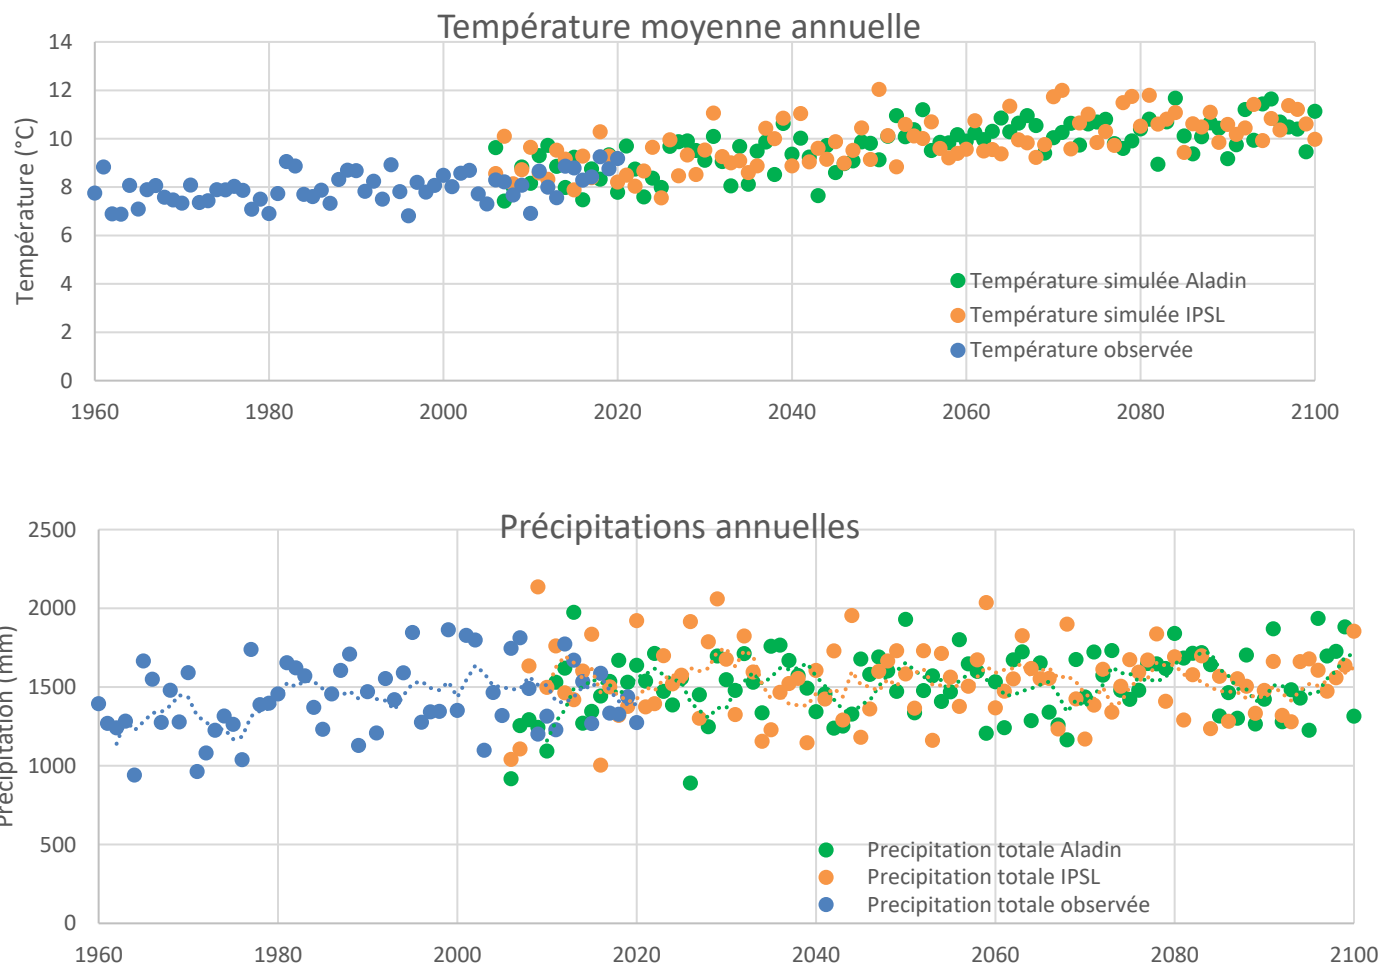 Température moyenne annuelle
14
12
10
8
6
4
2
0
Température (°C)
Température simulée Aladin
Température simulée IPSL
Température observée
1960 1980 2000 2020 2040 2060 2080 2100
Précipitations annuelles
2500
2000
1500
1000
500
0
Précipitation (mm)
Precipitation totale Aladin
Precipitation totale IPSL
Precipitation totale observée
1960 1980 2000 2020 2040 2060 2080 2100